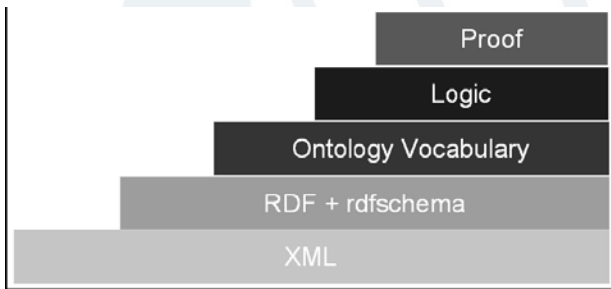 Proof
Logic
Ontology Vocabulary
RDF + rdfschema
XML